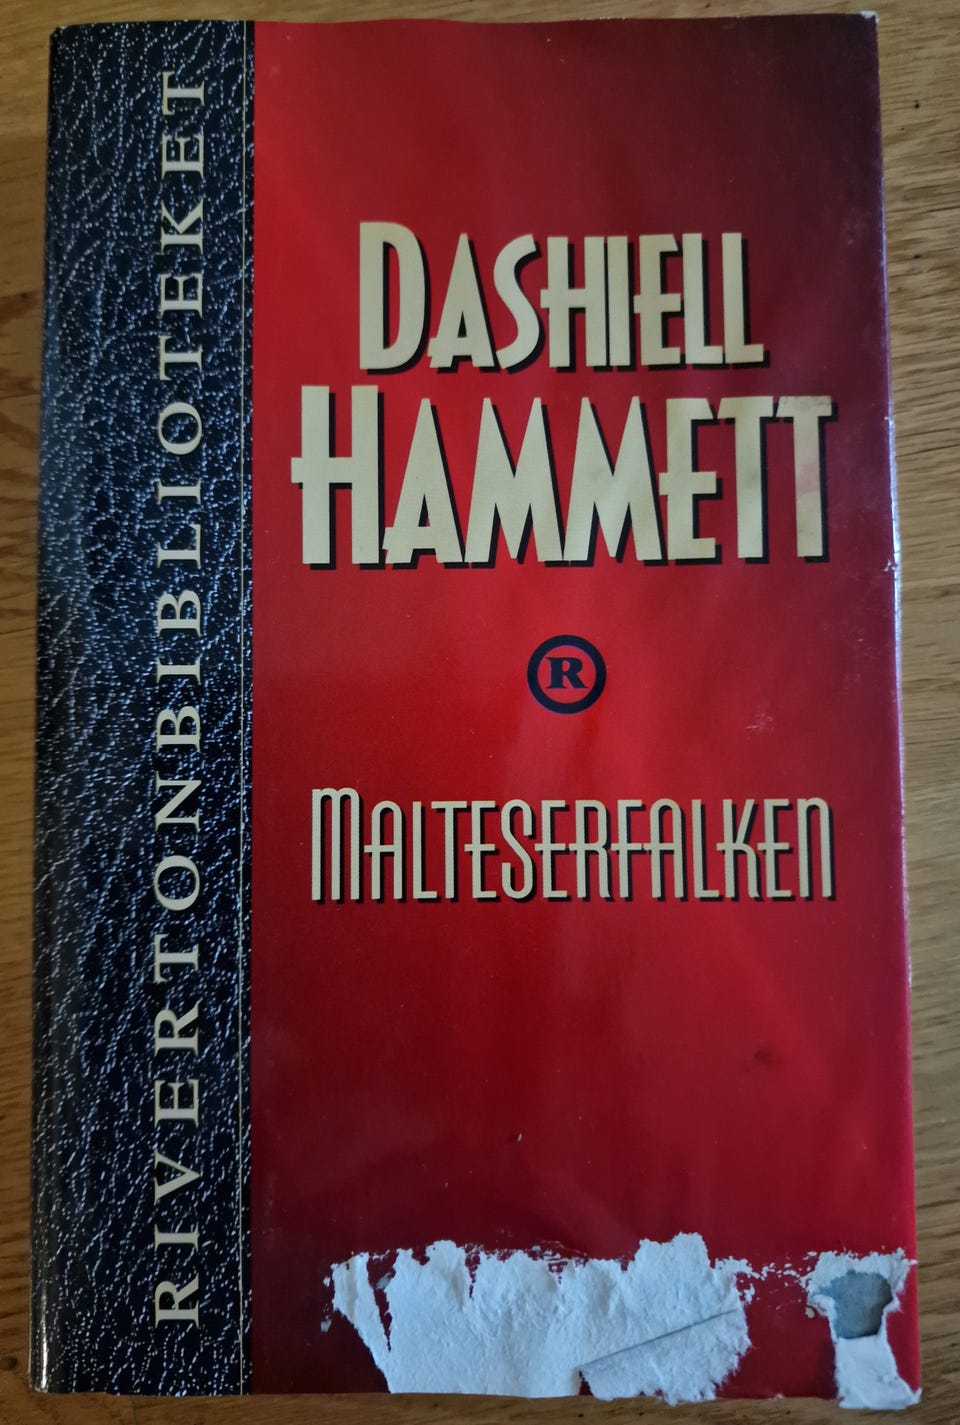 RIVERTONBIBLIOTEKET
DASHIELL
HAMMETT
R
MALTESERFALKEN